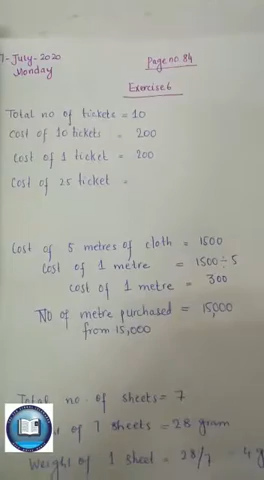 7-July-2020
Monday
Page no. 84
Exercise 6
Total no of tickets = 10
cost of 10 tickets = 200
cost of 1 ticket = 200
cost of 25 ticket =
Cost of 5 metres of cloth = 1500
cost of 1 metre = 1500 ÷ 5
cost of 1 metre = 300
No of metre purchased = 15,000
from 15,000
Total no. of sheets = 7
of 7 sheets = 28 gram
Weight of 1 sheet = 28/7 = 4 g